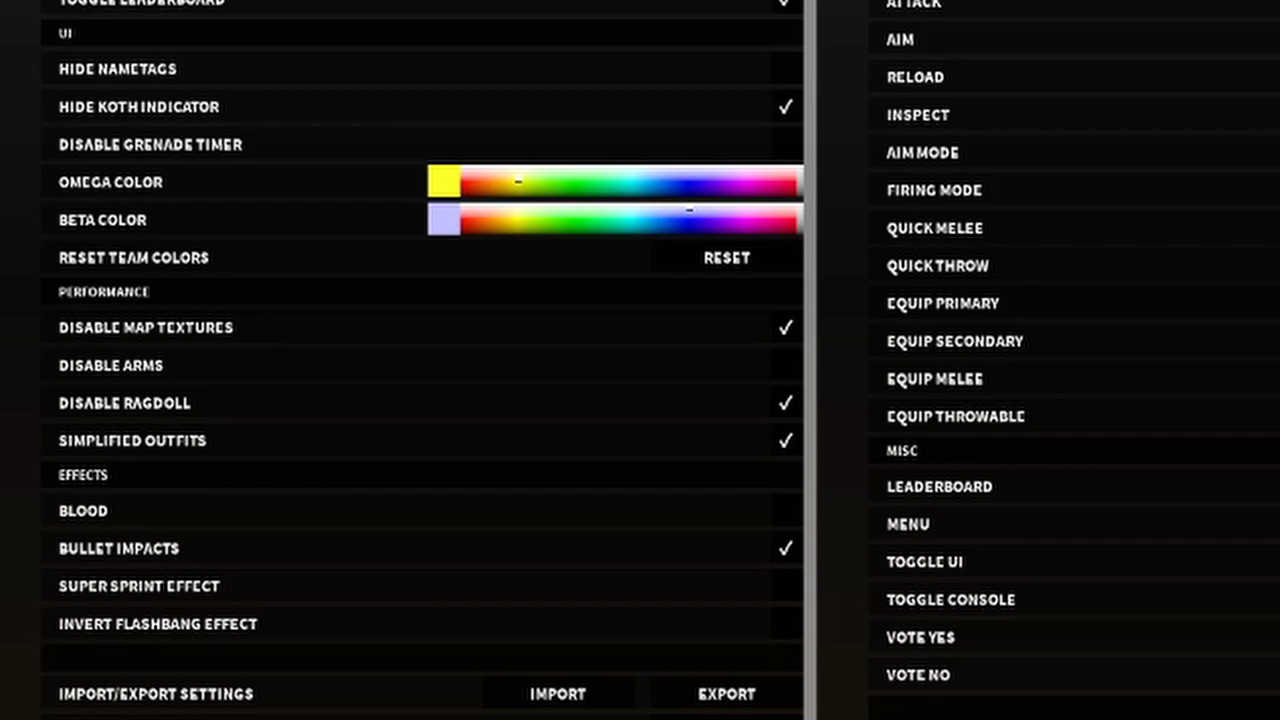 TOGGLE LEADERBOARD
UI
HIDE NAMETAGS
HIDE KOTH INDICATOR
DISABLE GRENADE TIMER
OMEGA COLOR
BETA COLOR
RESET TEAM COLORS RESET
PERFORMANCE
DISABLE MAP TEXTURES
DISABLE ARMS
DISABLE RAGDOLL
SIMPLIFIED OUTFITS
EFFECTS
BLOOD
BULLET IMPACTS
SUPER SPRINT EFFECT
INVERT FLASHBANG EFFECT
IMPORT/EXPORT SETTINGS IMPORT EXPORT
ATTACK
AIM
RELOAD
INSPECT
AIM MODE
FIRING MODE
QUICK MELEE
QUICK THROW
EQUIP PRIMARY
EQUIP SECONDARY
EQUIP MELEE
EQUIP THROWABLE
MISC
LEADERBOARD
MENU
TOGGLE UI
TOGGLE CONSOLE
VOTE YES
VOTE NO